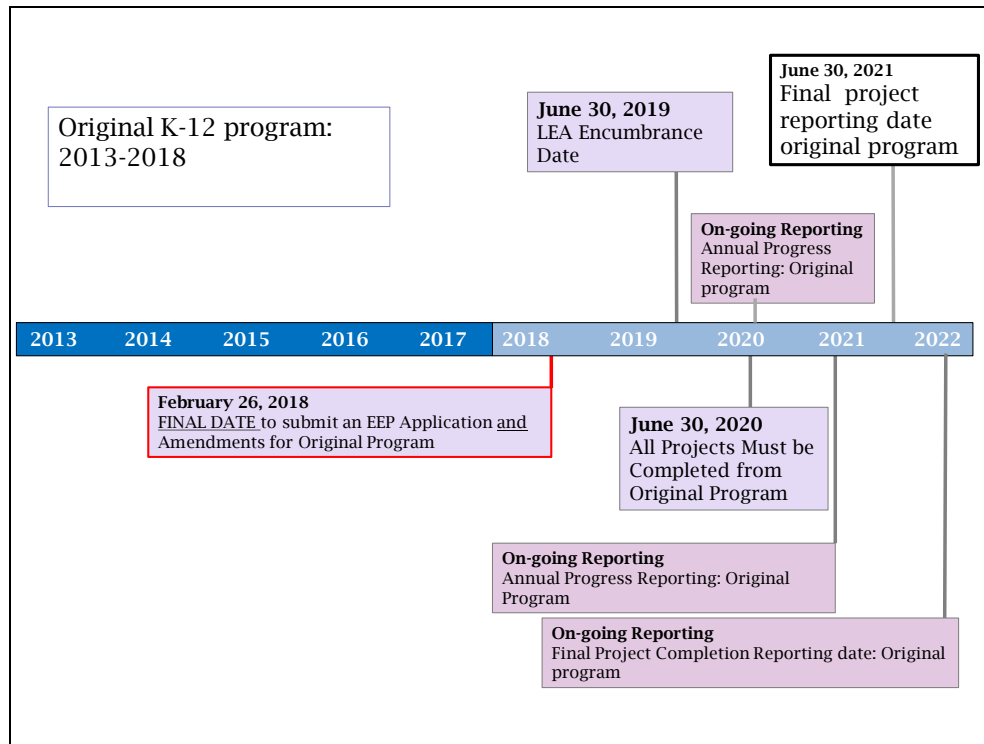 Original K-12 program:
2013-2018
June 30, 2019
LEA Encumbrance
Date
June 30, 2021
Final project
reporting date
original program
On-going Reporting
Annual Progress
Reporting: Original
program
2013 2014 2015 2016 2017 2018 2019 2020 2021 2022
February 26, 2018
FINAL DATE to submit an EEP Application and
Amendments for Original Program
June 30, 2020
All Projects Must be
Completed from
Original Program
On-going Reporting
Annual Progress Reporting: Original
Program
On-going Reporting
Final Project Completion Reporting date: Original
program